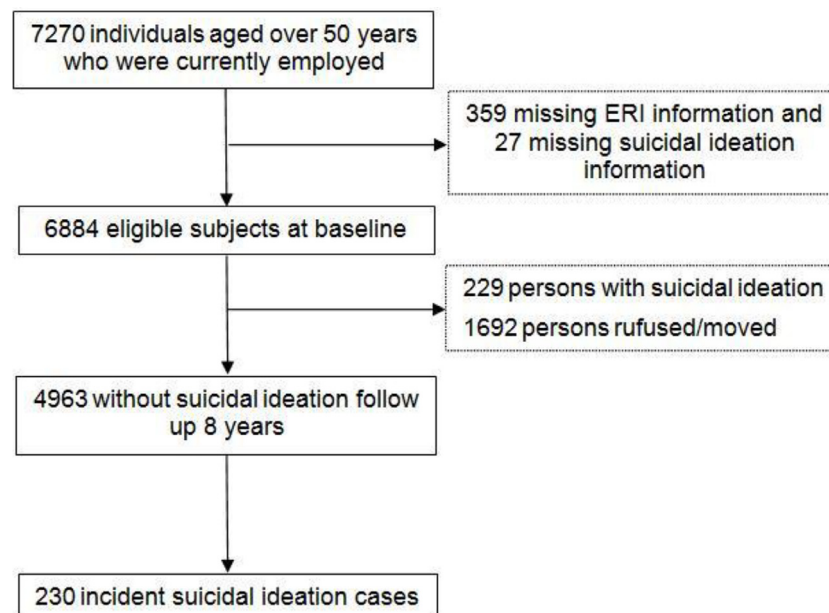 7270 individuals aged over 50 years
who were currently employed
359 missing ERI information and
27 missing suicidal ideation
information
6884 eligible subjects at baseline
229 persons with suicidal ideation
1692 persons rufused/moved
4963 without suicidal ideation follow
up 8 years
230 incident suicidal ideation cases